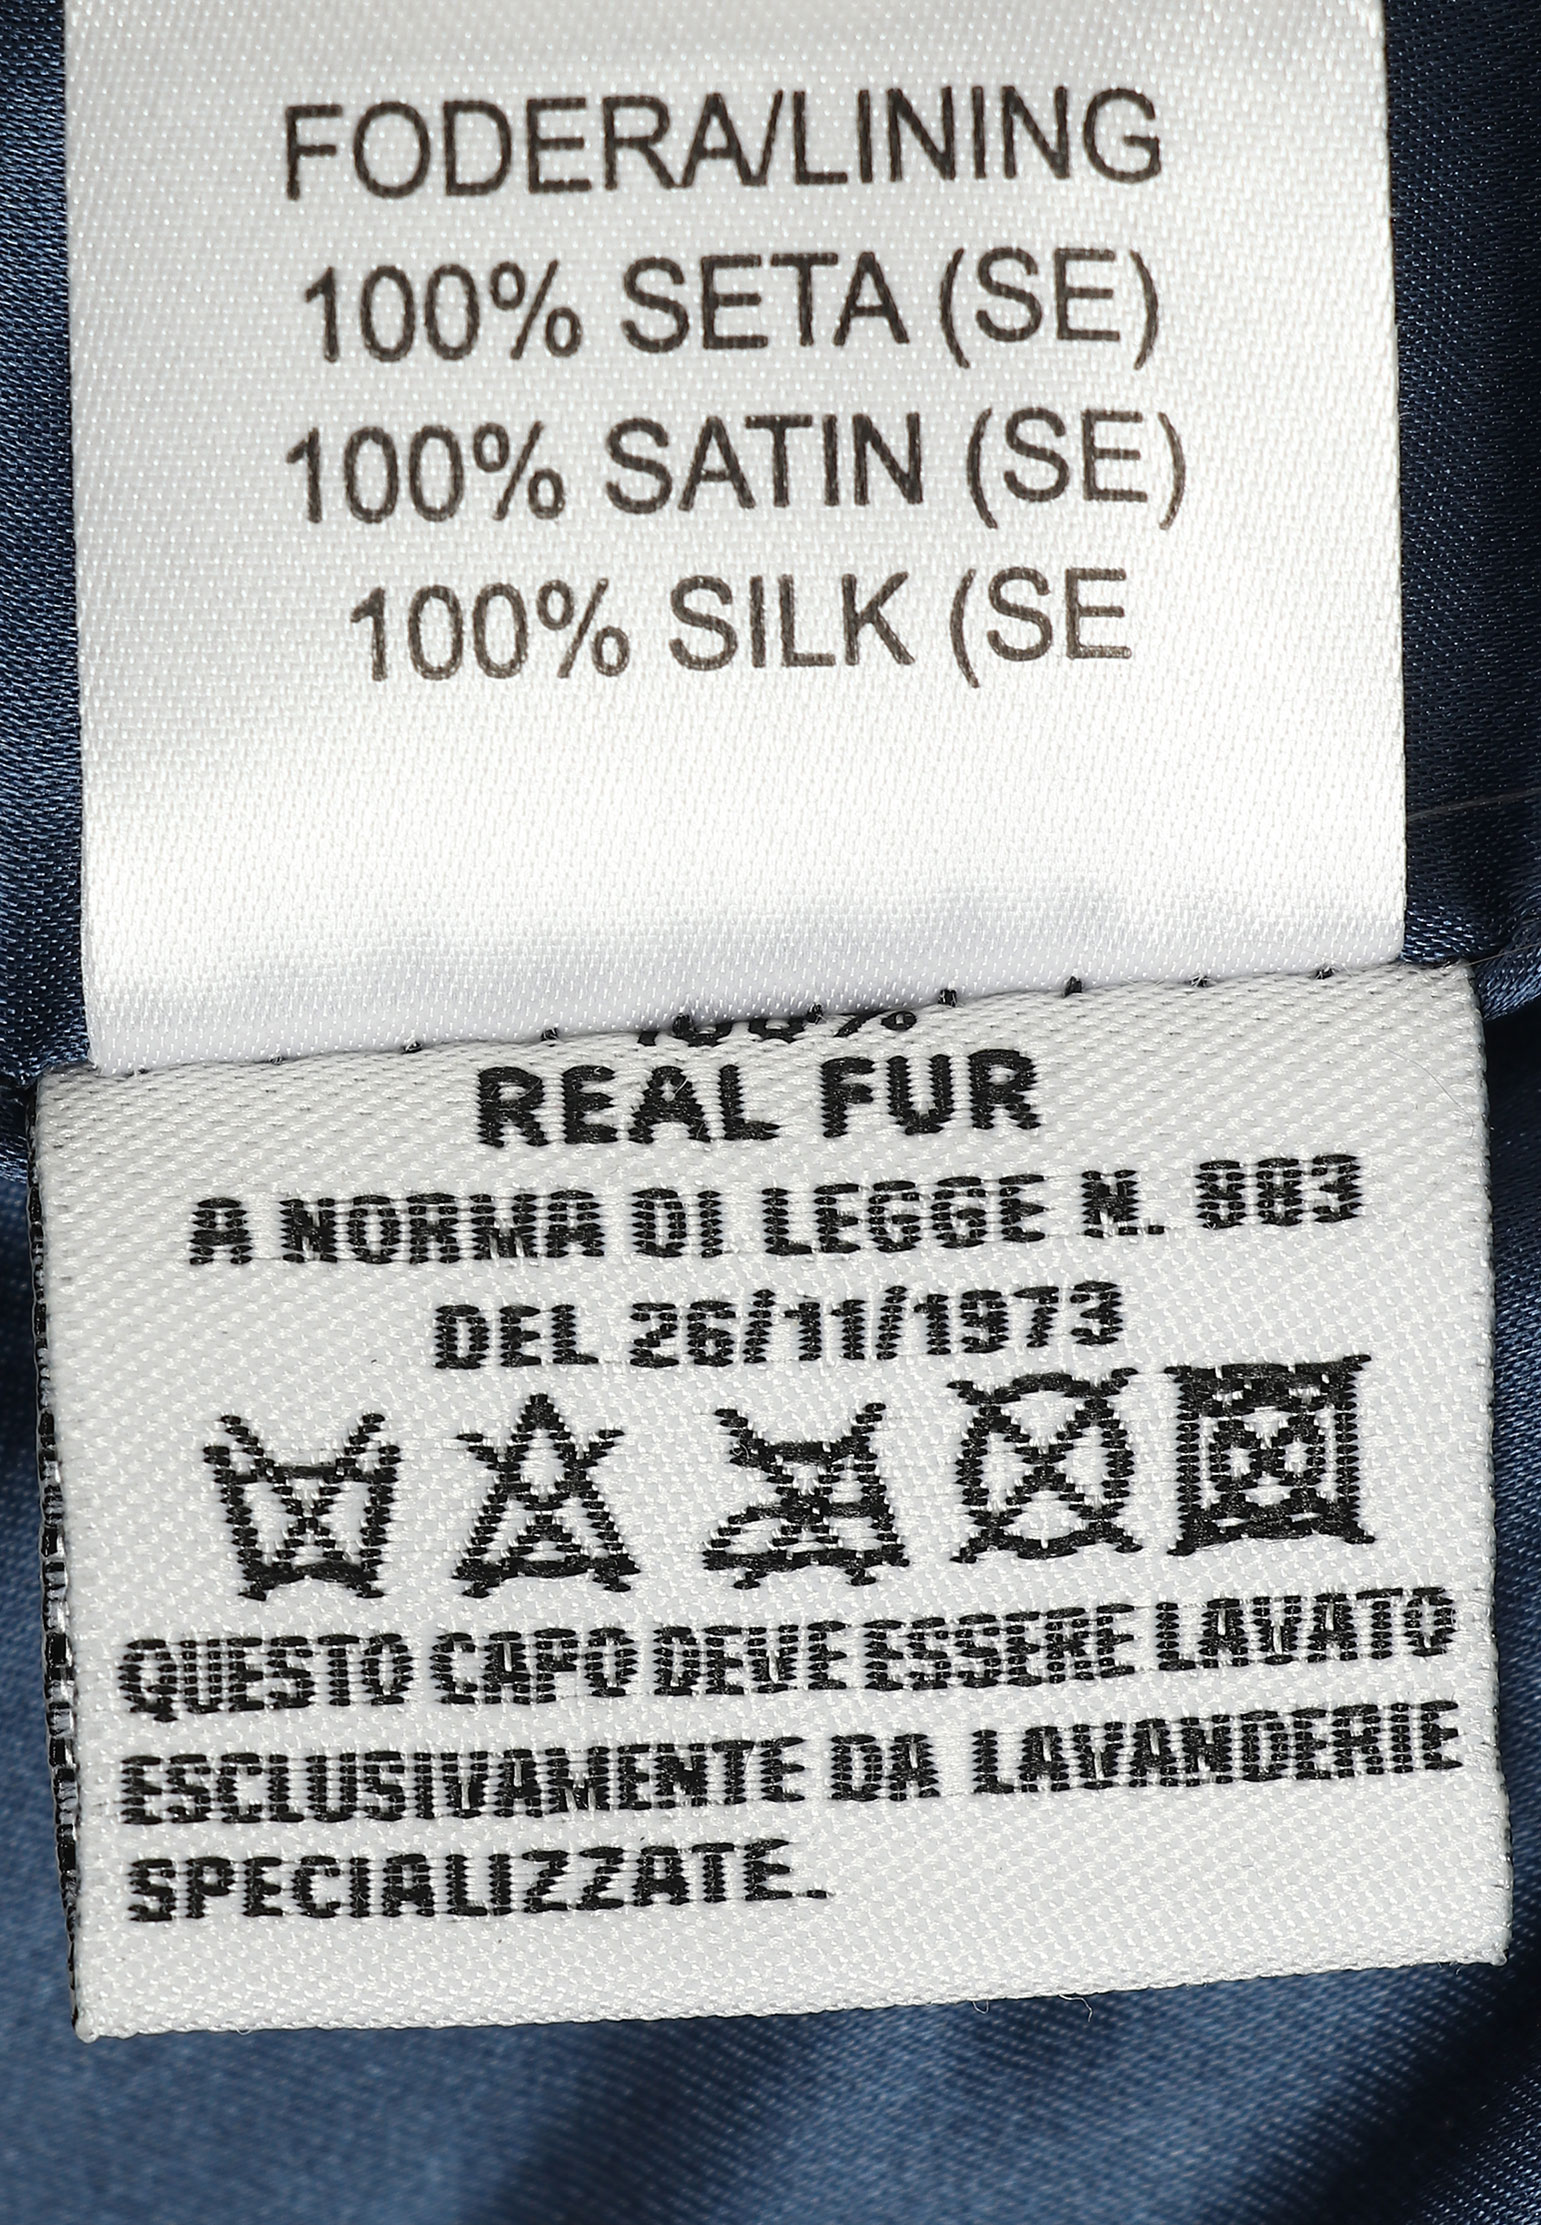 FODERA/LINING
100% SETA (SE)
100% SATIN (SE)
100% SILK (SE
100%
REAL FUR
A NORMA DI LEGGE N. 883
DEL 26/11/1973
QUESTO CAPO DEVE ESSERE LAVATO
ESCLUSIVAMENTE DA LAVANDERIE
SPECIALIZZATE.